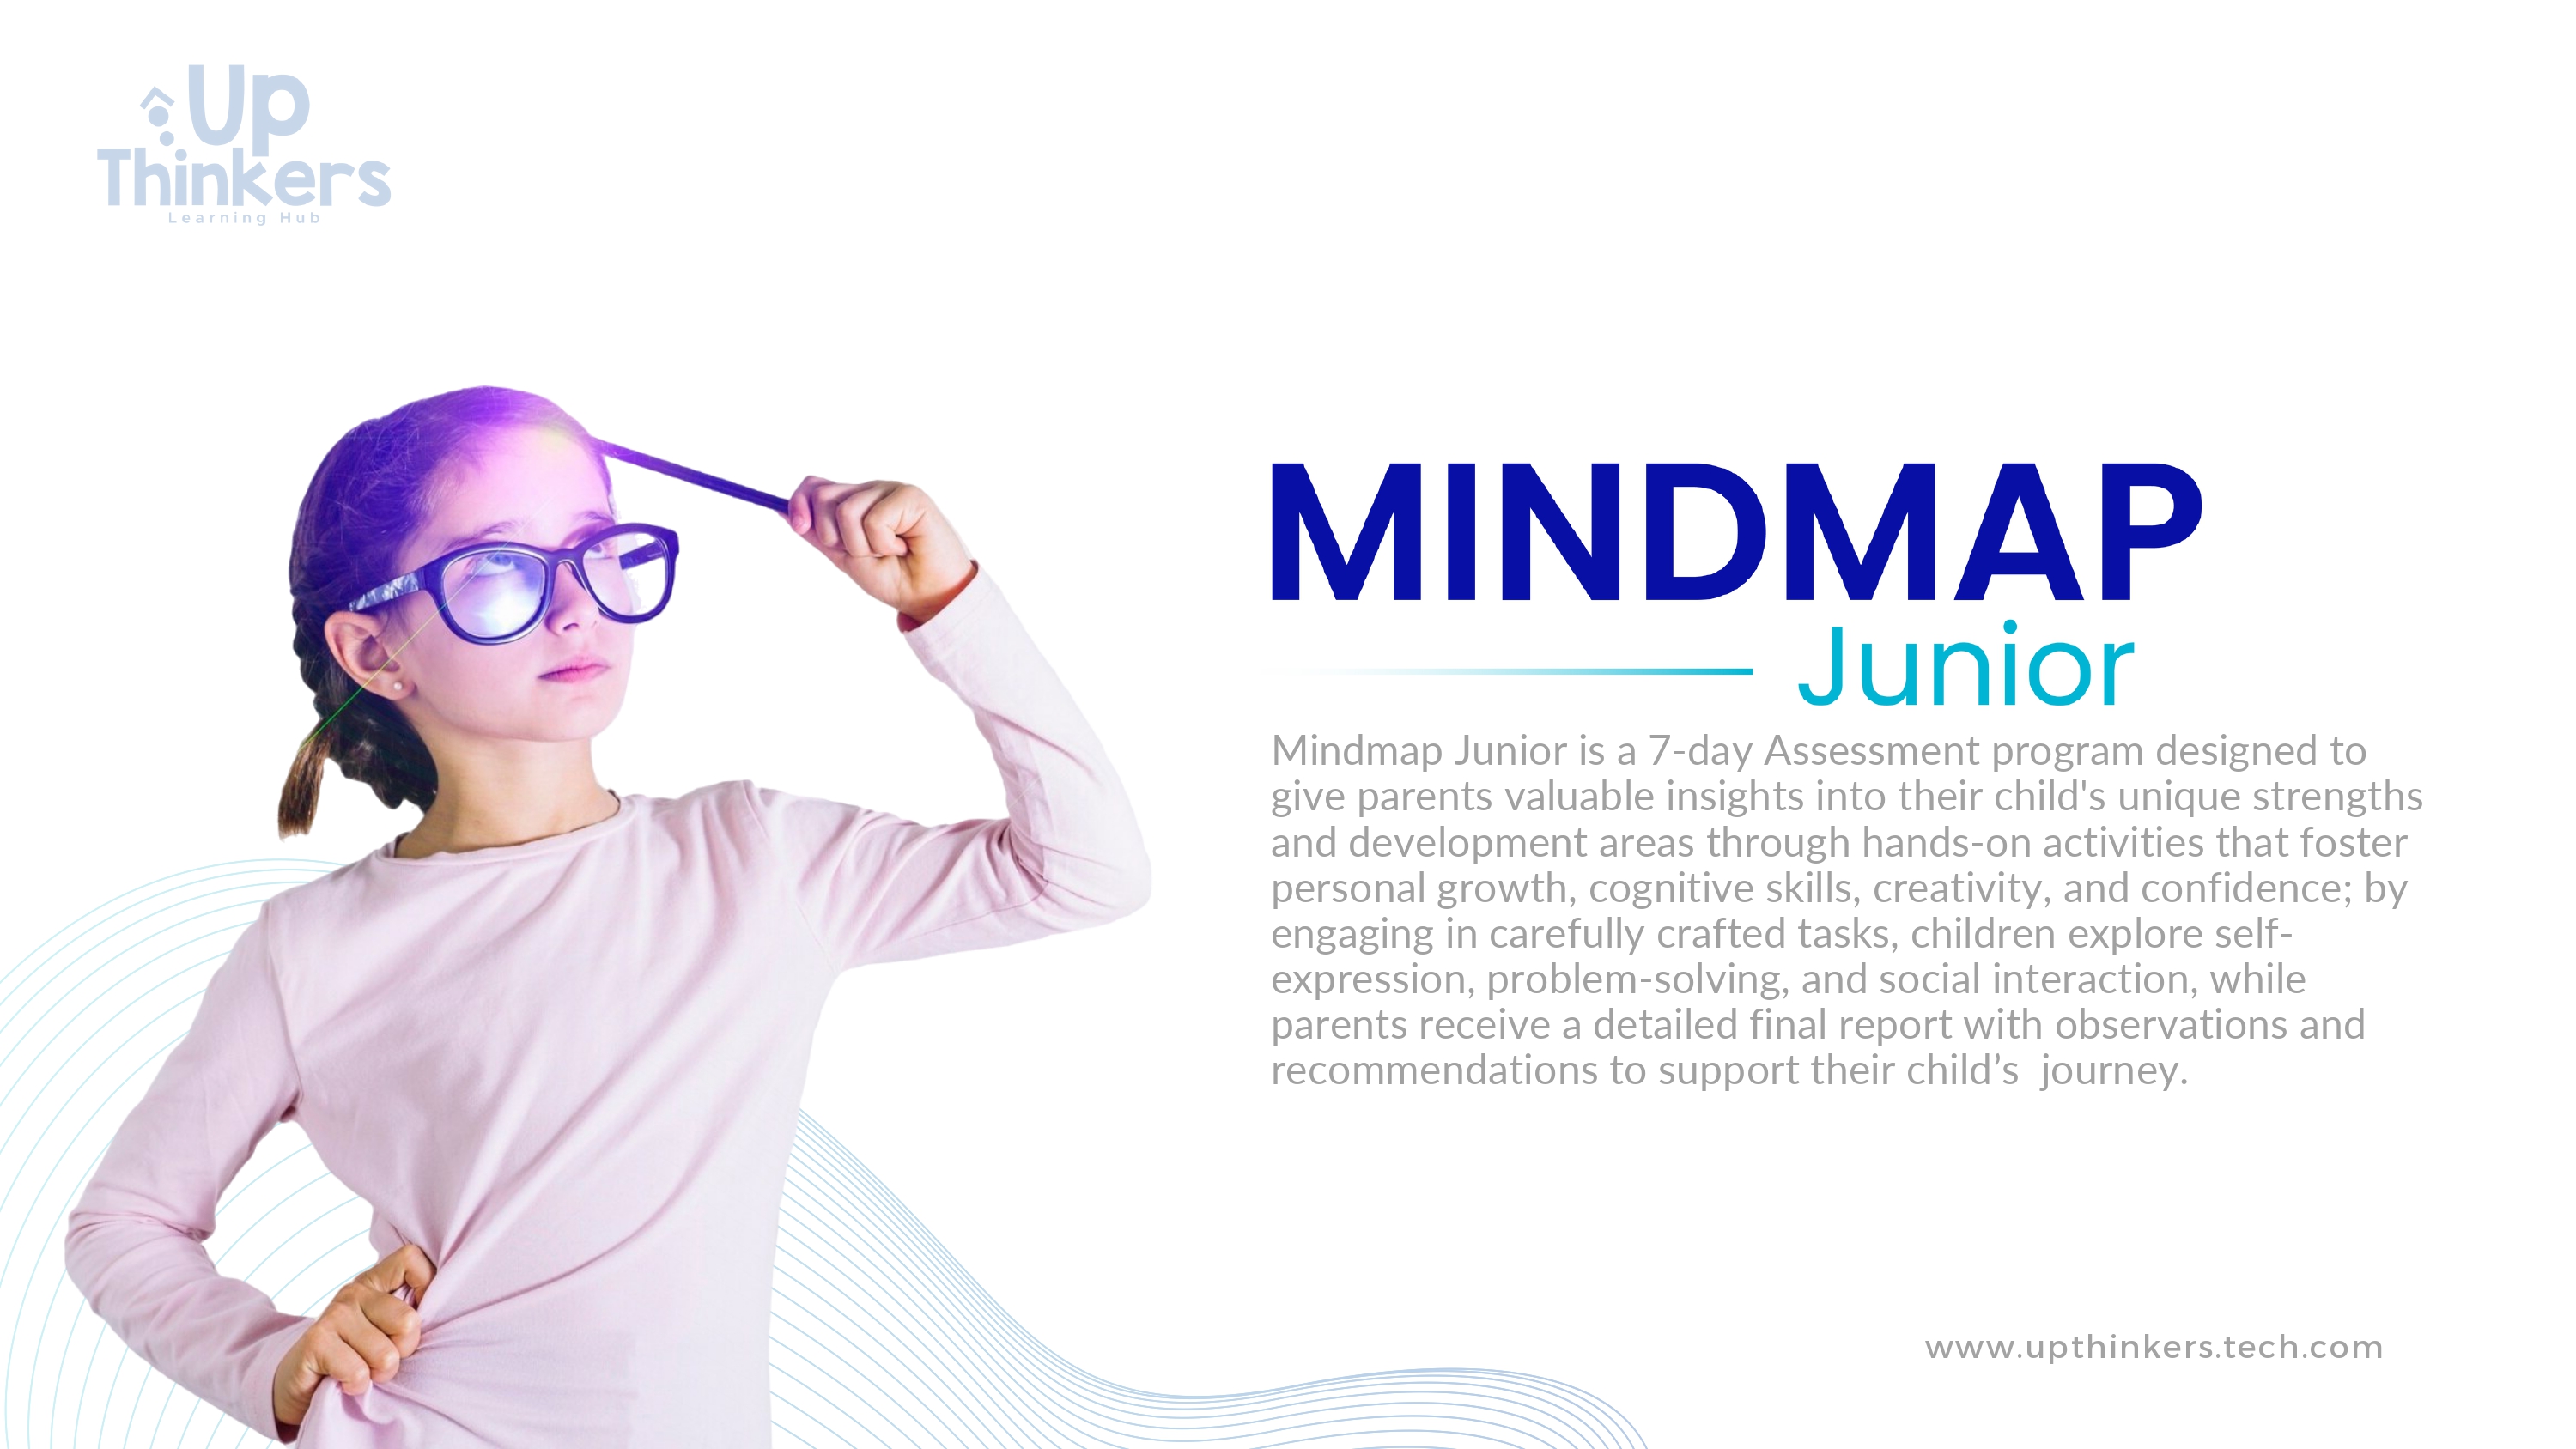 Up
Thinkers
Learning Hub
MINDMAP
Junior
Mindmap Junior is a 7-day Assessment program designed to
give parents valuable insights into their child's unique strengths
and development areas through hands-on activities that foster
personal growth, cognitive skills, creativity, and confidence; by
engaging in carefully crafted tasks, children explore self-
expression, problem-solving, and social interaction, while
parents receive a detailed final report with observations and
recommendations to support their child’s  journey.
www.upthinkers.tech.com